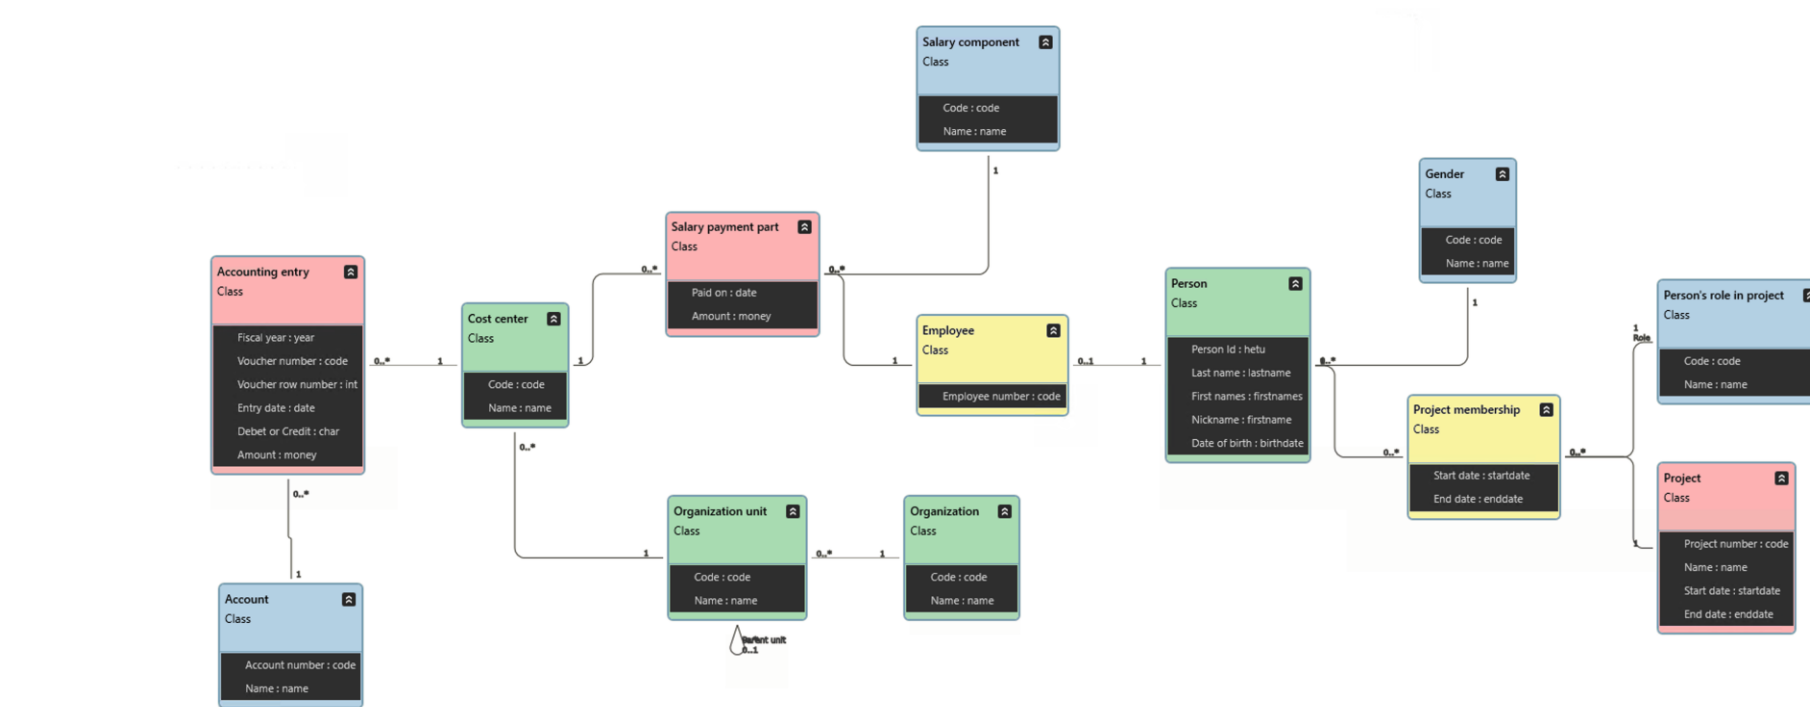 Salary component
Class
Code : code
Name : name
1
Gender
Class
Code : code
Name : name
1
Salary payment part
Class
Paid on : date
Amount : money
0..*
0..*
Accounting entry
Class
Fiscal year : year
Voucher number : code
Voucher row number : int
Entry date : date
Debet or Credit : char
Amount : money
0..*
1
0..*
Cost center
Class
Code : code
Name : name
1
0..*
Employee
Class
Employee number : code
1
0..1
1
Person
Class
Person Id : hetu
Last name : lastname
First names : firstnames
Nickname : firstname
Date of birth : birthdate
Project membership
Class
Start date : startdate
End date : enddate
0..*
0..*
Person's role in project
Class
Code : code
Name : name
1
Role
Project
Class
Project number : code
Name : name
Start date : startdate
End date : enddate
1
Organization unit
Class
Code : code
Name : name
1
0..*
1
Parent unit
0..1
Organization
Class
Code : code
Name : name
Account
Class
Account number : code
Name : name
1